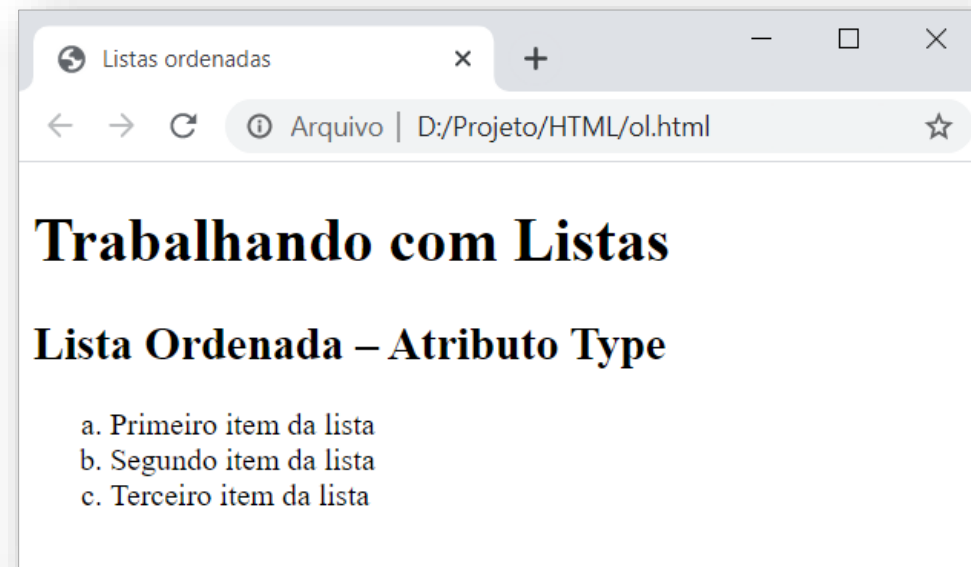 Listas ordenadas
Arquivo | D:/Projeto/HTML/ol.html
Trabalhando com Listas
Lista Ordenada – Atributo Type
a. Primeiro item da lista
b. Segundo item da lista
c. Terceiro item da lista